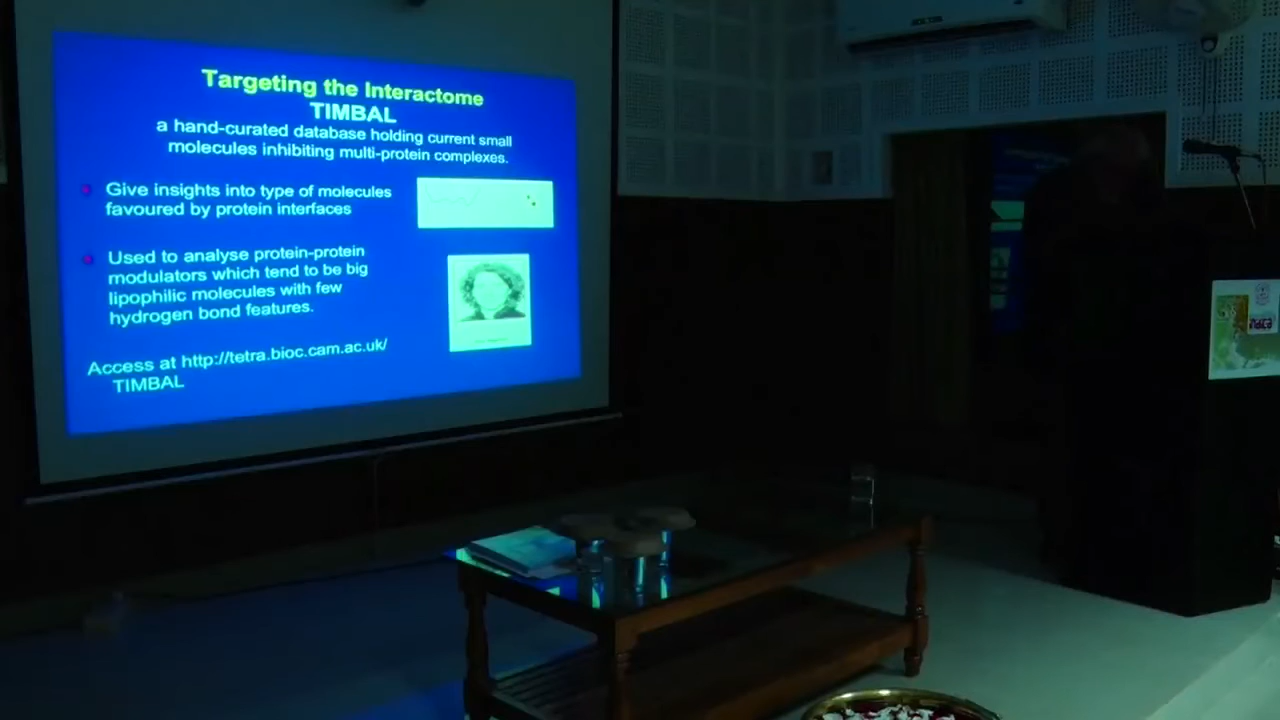 Targeting the Interactome
TIMBAL
a hand-curated database holding current small
molecules inhibiting multi-protein complexes.
Give insights into type of molecules
favoured by protein interfaces
Used to analyse protein-protein
modulators which tend to be big
lipophilic molecules with few
hydrogen bond features.
Access at http://tetra.bioc.cam.ac.uk/
TIMBAL